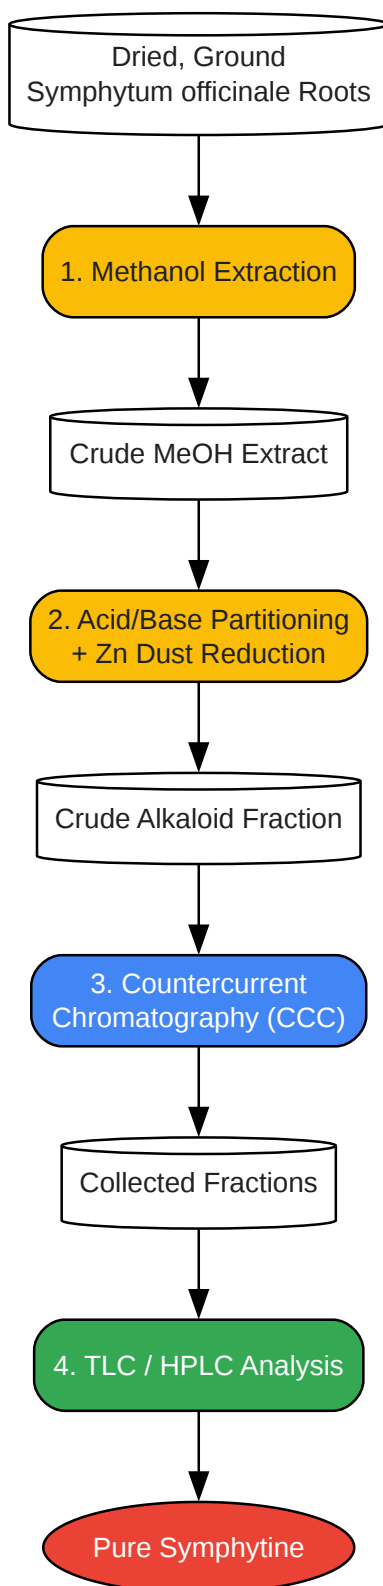 Dried, Ground
Symphytum officinale Roots
1. Methanol Extraction
Crude MeOH Extract
2. Acid/Base Partitioning
+ Zn Dust Reduction
Crude Alkaloid Fraction
3. Countercurrent
Chromatography (CCC)
Collected Fractions
4. TLC / HPLC Analysis
Pure Symphytine